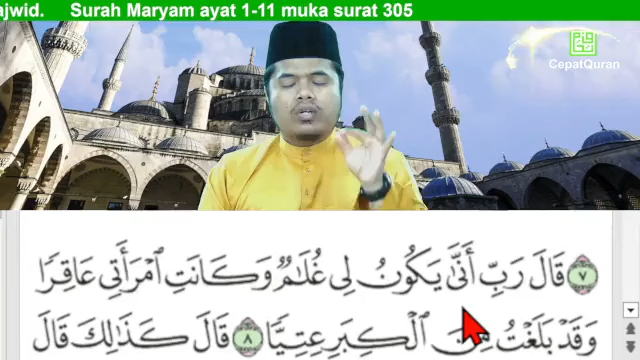 ajwid. Surah Maryam ayat 1-11 muka surat 305
CepatQuran
٧ قَالَ رَبِّ أَنَّىٰ يَكُونُ لِى غُلَـٰمٌ وَكَانَتِ ٱمْرَأَتِى عَاقِرًا
وَقَدْ بَلَغْتُ مِنَ ٱلْكِبَرِ عِتِيًّا ٨ قَالَ كَذَٰلِكَ قَالَ